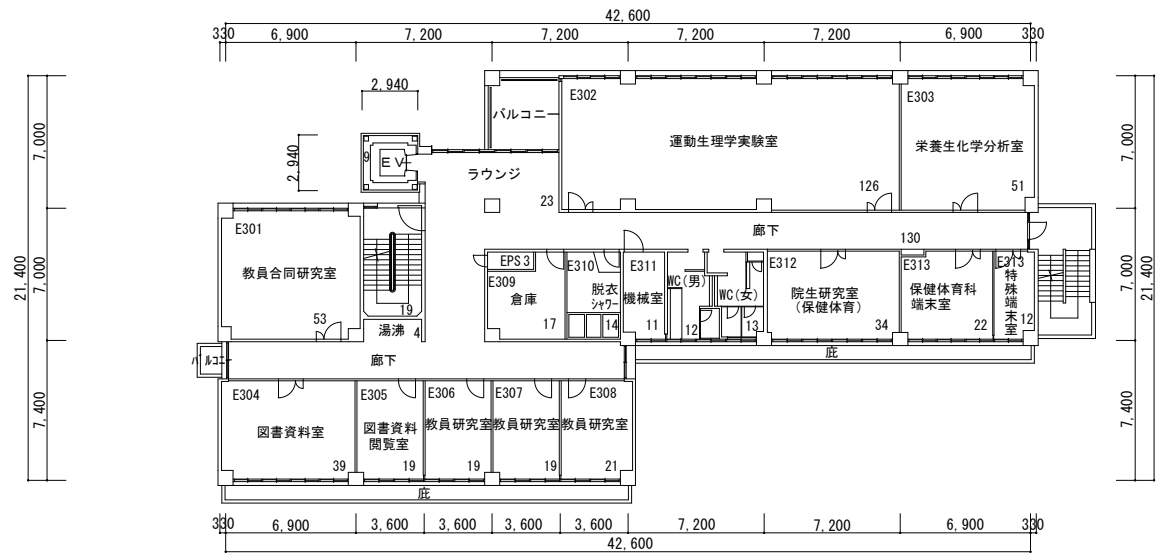 42,600
330 6,900 7,200 7,200 7,200 7,200 6,900 330
2,940
2,940
7,000
7,000
7,400
21,400
7,000
7,000
7,400
21,400
バルコニー
E302
運動生理学実験室
126
E303
栄養生化学分析室
51
9
EV
ラウンジ
23
廊下
130
E301
教員合同研究室
53
19
湯沸
4
EPS 3
E309
倉庫
17
E310
脱衣
シャワー
14
E311
機械室
11
WC(男)
12
WC(女)
13
E312
院生研究室
(保健体育)
34
E313
保健体育科
端末室
22
E313
特殊端末室
12
庇
バルコニー
廊下
E304
図書資料室
39
E305
図書資料
閲覧室
19
E306
教員研究室
19
E307
教員研究室
19
E308
教員研究室
21
庇
330 6,900 3,600 3,600 3,600 3,600 7,200 7,200 6,900 330
42,600